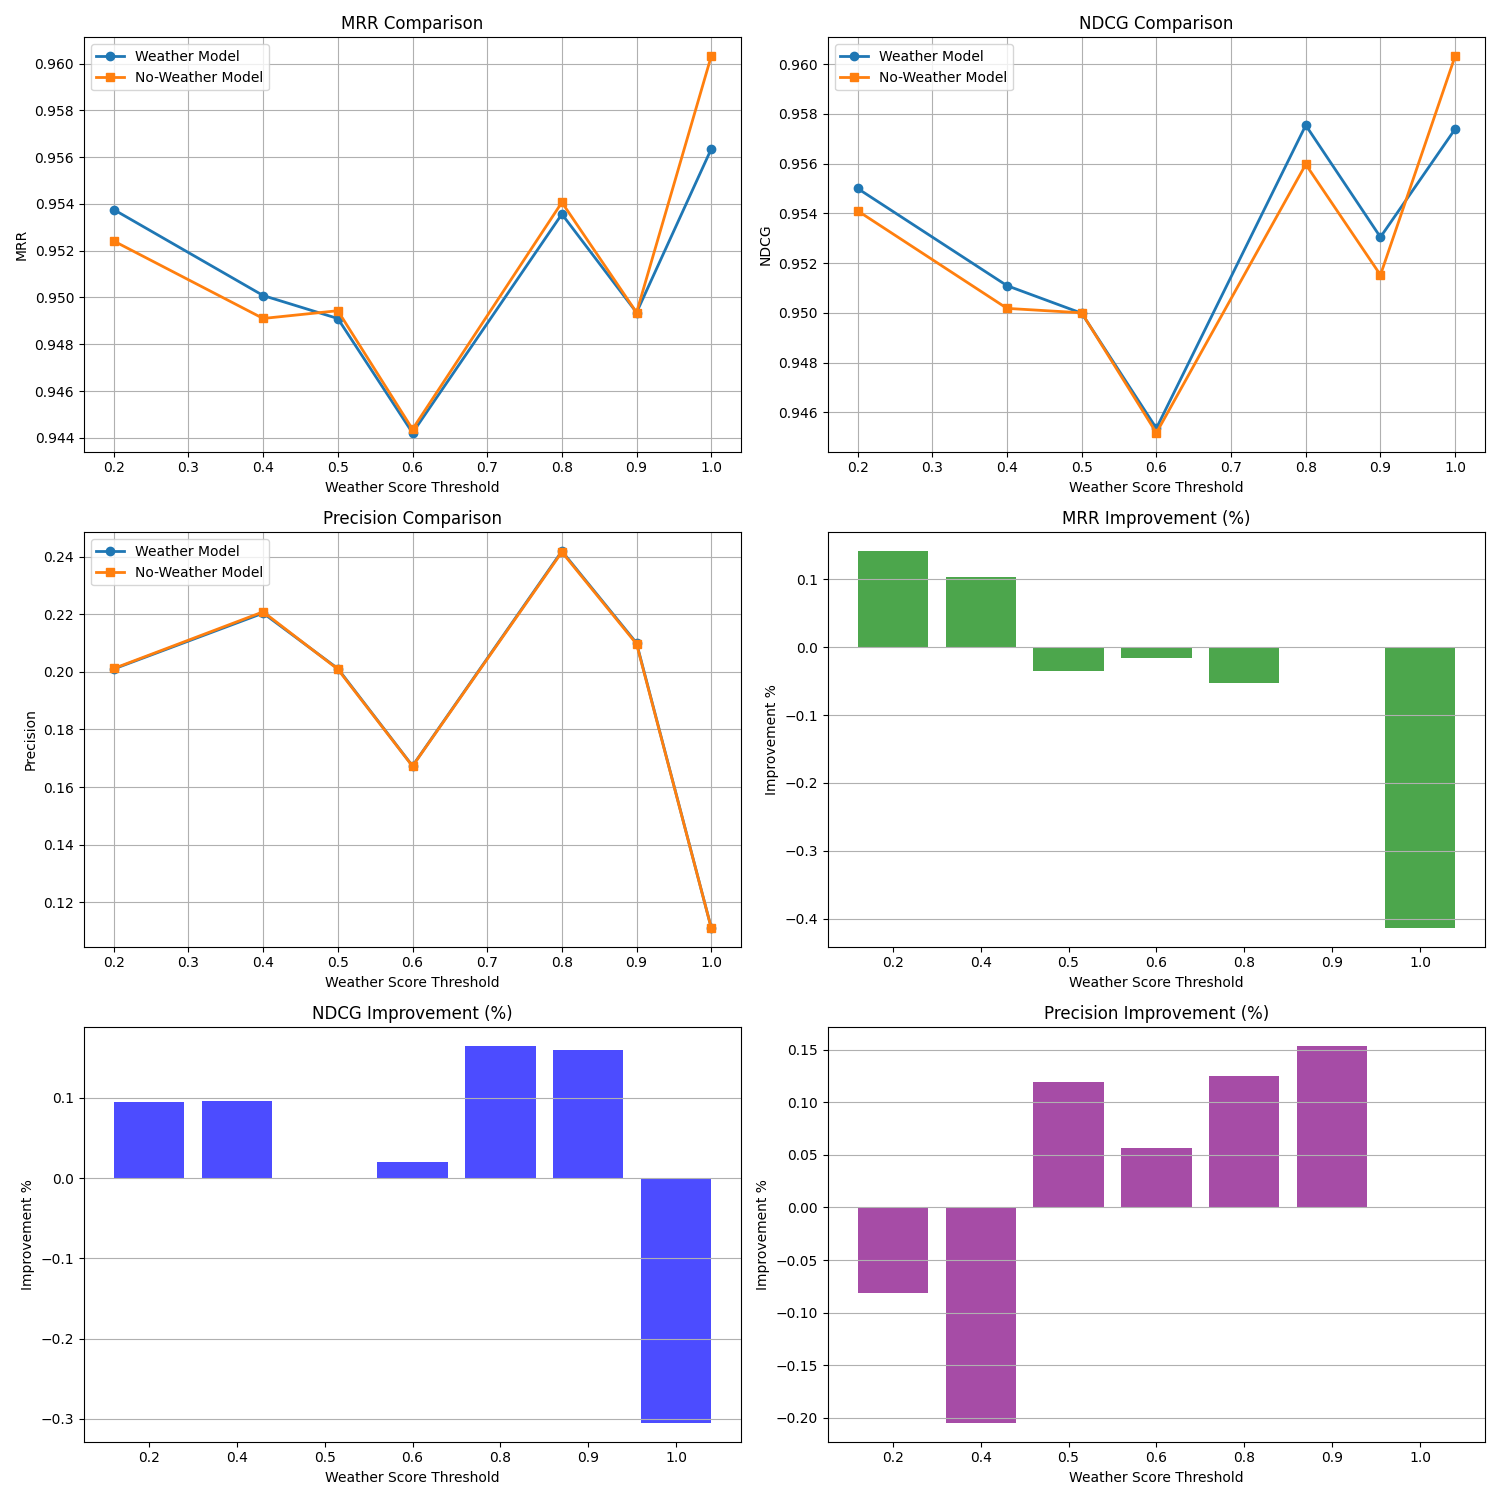 MRR Comparison
Weather Model
No-Weather Model
0.960
0.958
0.956
0.954
0.952
0.950
0.948
0.946
0.944
MRR
0.2 0.3 0.4 0.5 0.6 0.7 0.8 0.9 1.0
Weather Score Threshold
NDCG Comparison
Weather Model
No-Weather Model
0.960
0.958
0.956
0.954
0.952
0.950
0.948
0.946
NDCG
0.2 0.3 0.4 0.5 0.6 0.7 0.8 0.9 1.0
Weather Score Threshold
Precision Comparison
Weather Model
No-Weather Model
0.24
0.22
0.20
0.18
0.16
0.14
0.12
Precision
0.2 0.3 0.4 0.5 0.6 0.7 0.8 0.9 1.0
Weather Score Threshold
MRR Improvement (%)
0.1
0.0
−0.1
−0.2
−0.3
−0.4
Improvement %
0.2 0.4 0.5 0.6 0.8 0.9 1.0
Weather Score Threshold
NDCG Improvement (%)
0.1
0.0
−0.1
−0.2
−0.3
Improvement %
0.2 0.4 0.5 0.6 0.8 0.9 1.0
Weather Score Threshold
Precision Improvement (%)
0.15
0.10
0.05
0.00
−0.05
−0.10
−0.15
−0.20
Improvement %
0.2 0.4 0.5 0.6 0.8 0.9 1.0
Weather Score Threshold